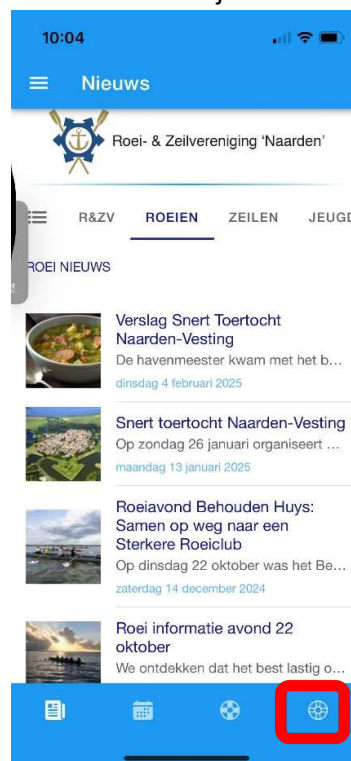 10:04
Nieuws
Roei- & Zeilvereniging 'Naarden'
R&ZV ROEIEN ZEILEN JEUGD
ROEI NIEUWS
Verslag Snert Toertocht
Naarden-Vesting
De havenmeester kwam met het b...
dinsdag 4 februari 2025
Snert toertocht Naarden-Vesting
Op zondag 26 januari organiseert ...
maandag 13 januari 2025
Roeiavond Behouden Huys:
Samen op weg naar een
Sterkere Roeiclub
Op dinsdag 22 oktober was het Be...
zaterdag 14 december 2024
Roei informatie avond 22
oktober
We ontdekken dat het best lastig o...